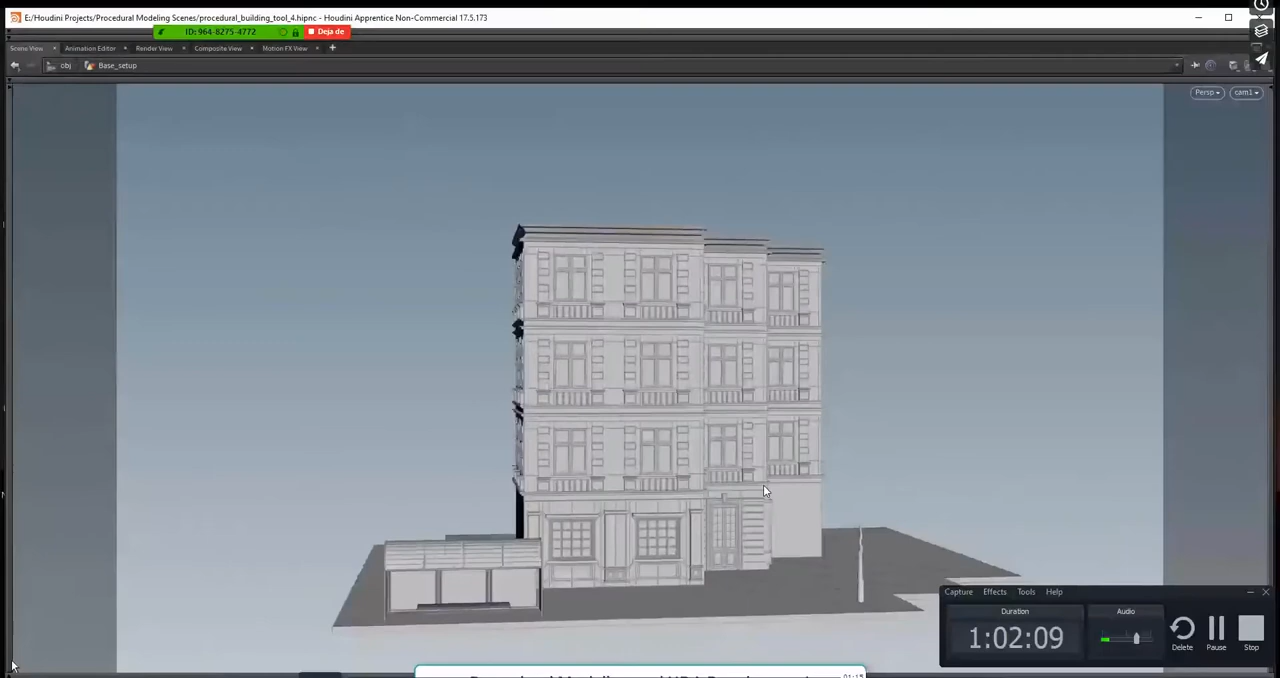 E:/Houdini Projects/Procedural Modeling Scenes/procedural_building_tool_4.hipnc - Houdini Apprentice Non-Commercial 17.5.173
ID: 964-8275-4772
Deja de
Scene View
Animation Editor
Render View
Composite View
Motion FX View
obj
Base_setup
Persp
cam1
Capture
Effects
Tools
Help
Duration
Audio
1:02:09
Delete
Pause
Stop
01:15